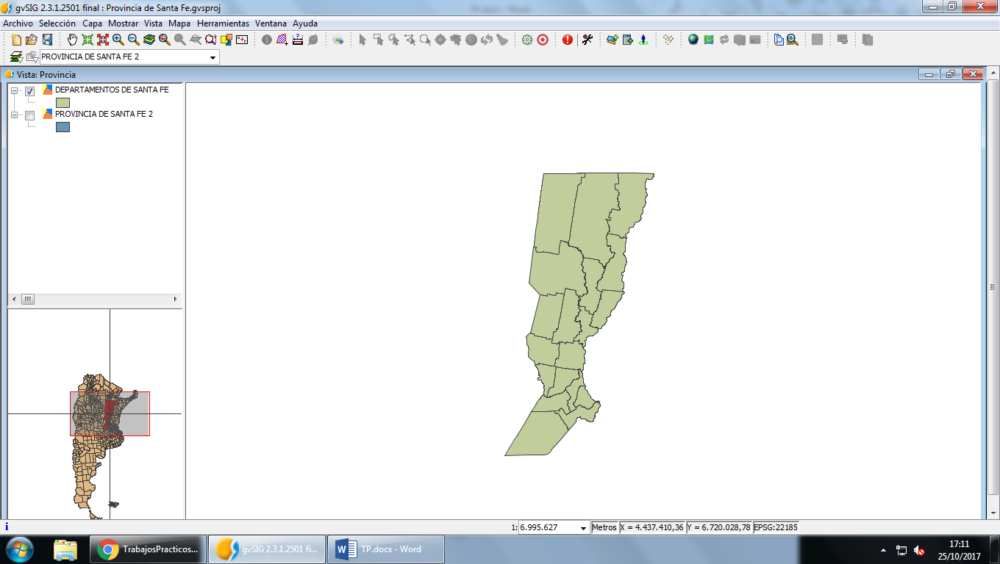 gvSIG 2.3.1.2501 final : Provincia de Santa Fe.gvsproj
Archivo Selección Capa Mostrar Vista Mapa Herramientas Ventana Ayuda
PROVINCIA DE SANTA FE 2
Vista: Provincia
DEPARTAMENTOS DE SANTA FE
PROVINCIA DE SANTA FE 2
1: 6.995.627 Metros X = 4.437.410,36 Y = 6.720.028,78 EPSG:22185
TrabajosPracticos... gvSIG 2.3.1.2501 fi... TP.docx - Word 17:11
25/10/2017